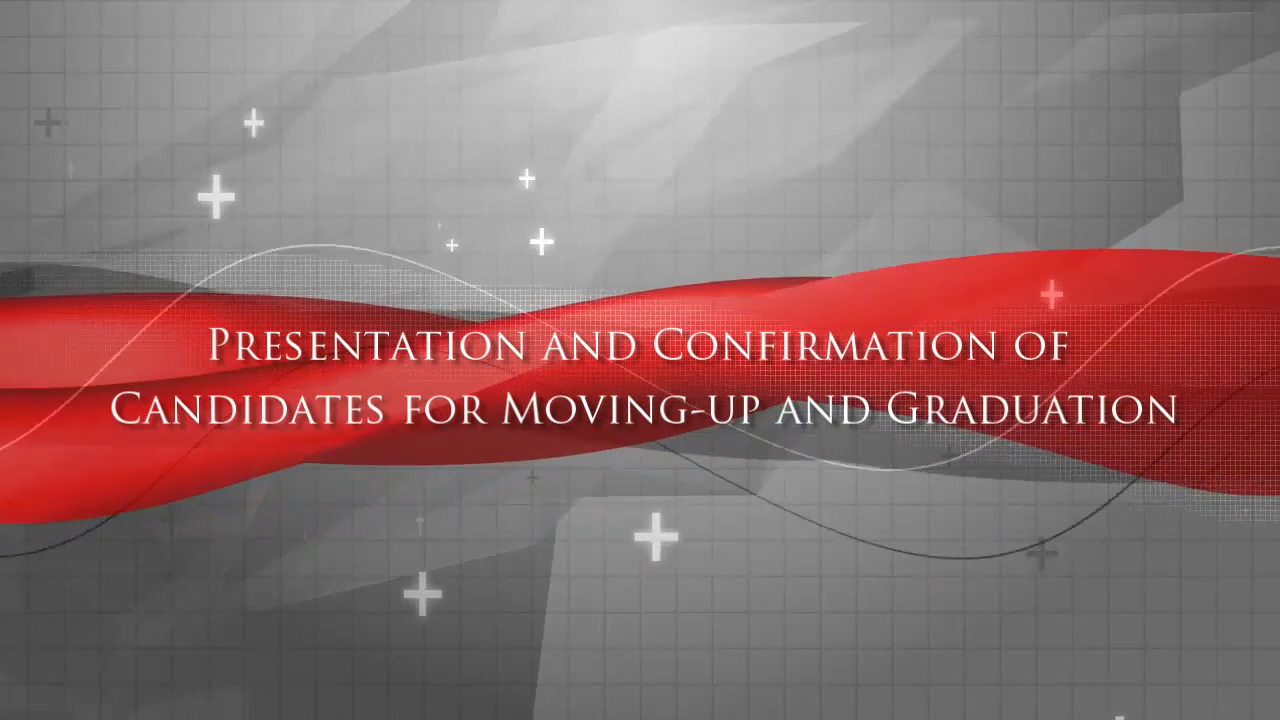 Presentation and Confirmation of
Candidates for Moving-up and Graduation